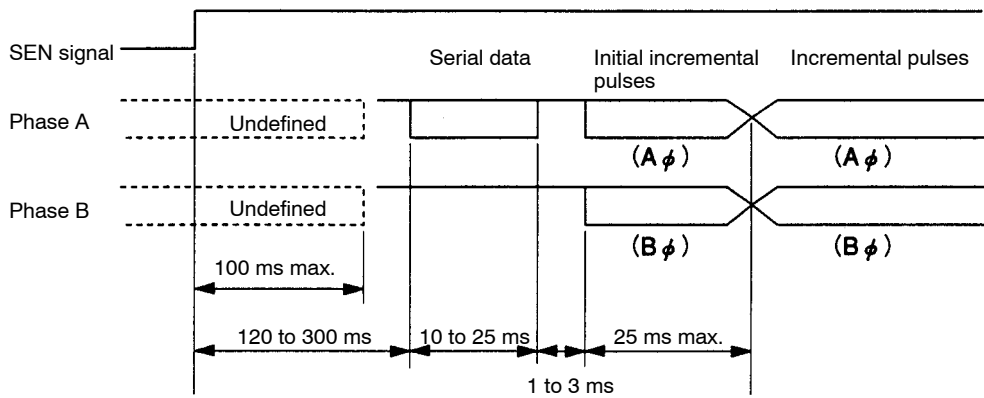 SEN signal
Serial data
Initial incremental
pulses
Incremental pulses
Phase A
Undefined
(Aφ)
(Aφ)
Phase B
Undefined
(Bφ)
(Bφ)
100 ms max.
120 to 300 ms
10 to 25 ms
25 ms max.
1 to 3 ms